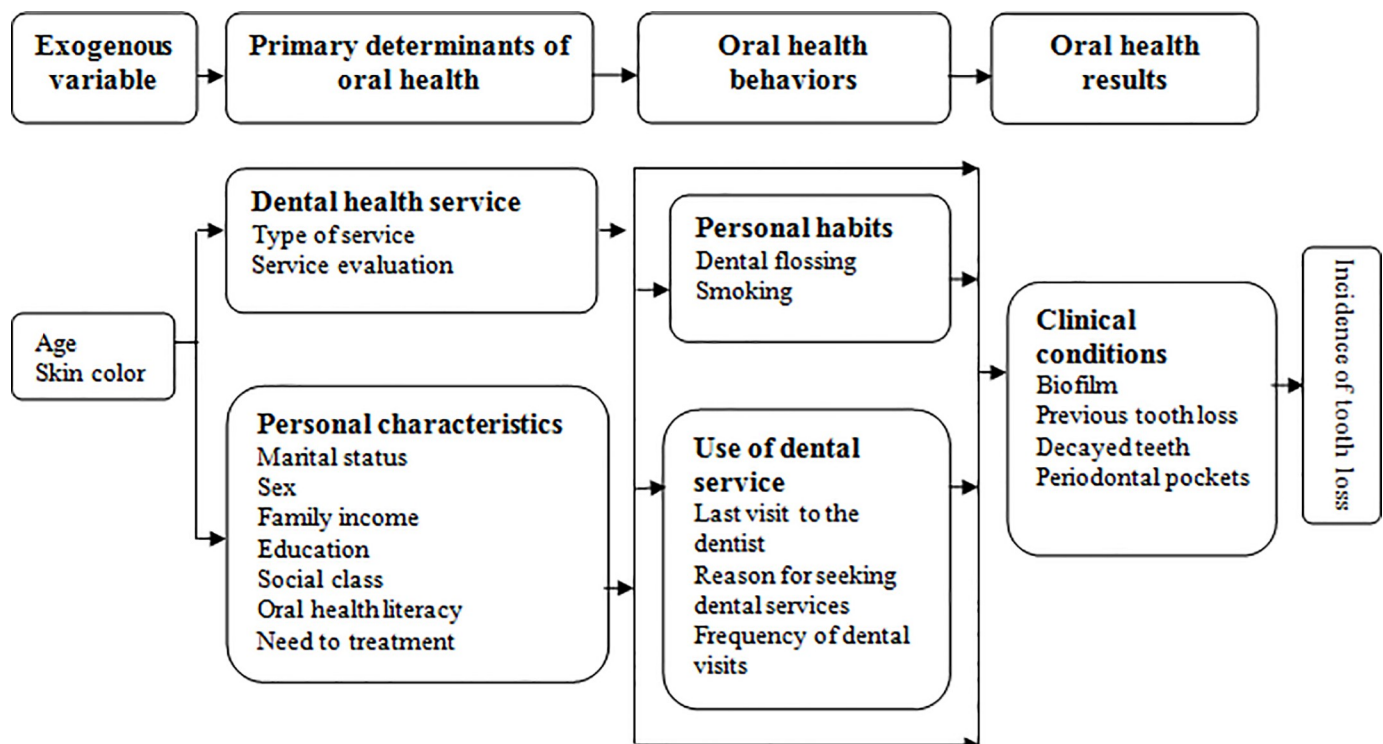 Exogenous
variable
Primary determinants of
oral health
Oral health
behaviors
Oral health
results
Age
Skin color
Dental health service
Type of service
Service evaluation
Personal characteristics
Marital status
Sex
Family income
Education
Social class
Oral health literacy
Need to treatment
Personal habits
Dental flossing
Smoking
Use of dental
service
Last visit to the
dentist
Reason for seeking
dental services
Frequency of dental
visits
Clinical
conditions
Biofilm
Previous tooth loss
Decayed teeth
Periodontal pockets
Incidence of tooth loss